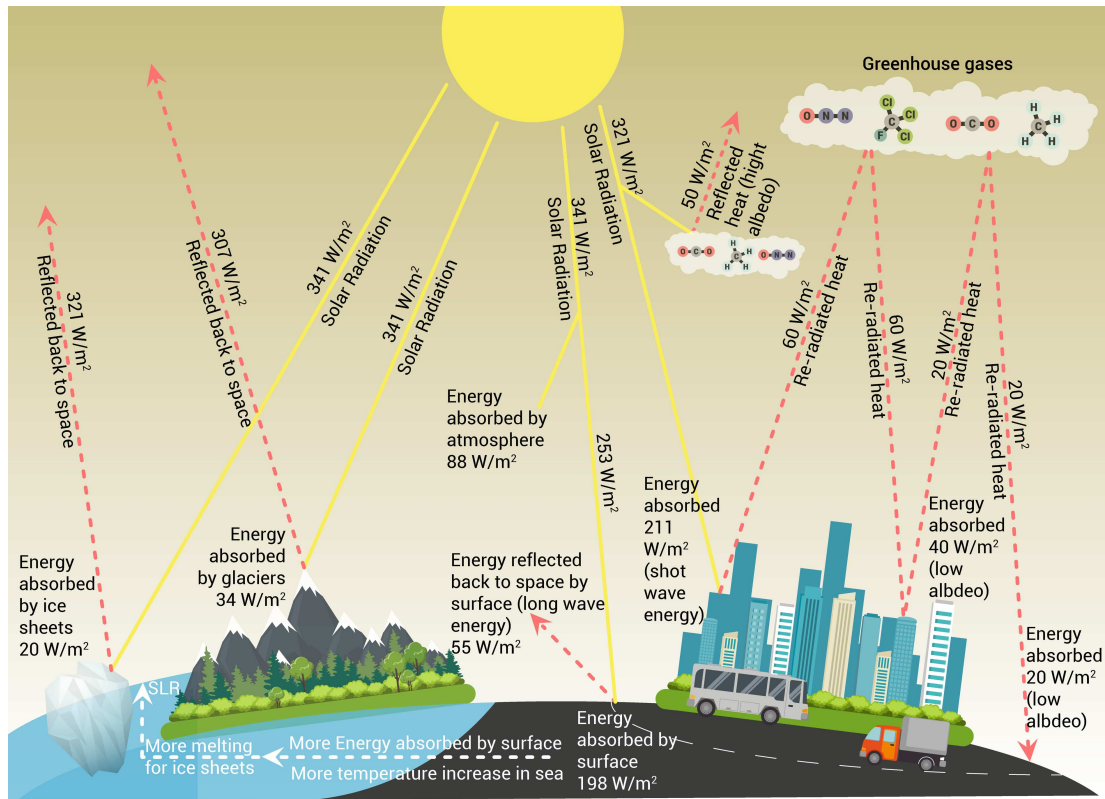 Greenhouse gases
O N N
Cl
Cl
C
F
Cl
O C O
H
H
C
H
H
321 W/m²
Reflected back to space
307 W/m²
Reflected back to space
341 W/m²
Solar Radiation
341 W/m²
Solar Radiation
341 W/m²
Solar Radiation
321 W/m²
Solar Radiation
50 W/m²
Reflected
heat (hight
albedo)
O C O
H
H
C
H
H
O N N
60 W/m²
Re-radiated heat
60 W/m²
Re-radiated heat
20 W/m²
Re-radiated heat
20 W/m²
Re-radiated heat
Energy
absorbed by
atmosphere
88 W/m²
253 W/m²
Energy
absorbed
211
W/m²
(shot
wave
energy)
Energy
absorbed
40 W/m²
(low
albdeo)
Energy
absorbed
by ice
sheets
20 W/m²
Energy
absorbed
by glaciers
34 W/m²
Energy reflected
back to space by
surface (long wave
energy)
55 W/m²
Energy
absorbed
20 W/m²
(low
albdeo)
SLR
More melting
for ice sheets
More Energy absorbed by surface
More temperature increase in sea
Energy
absorbed by
surface
198 W/m²